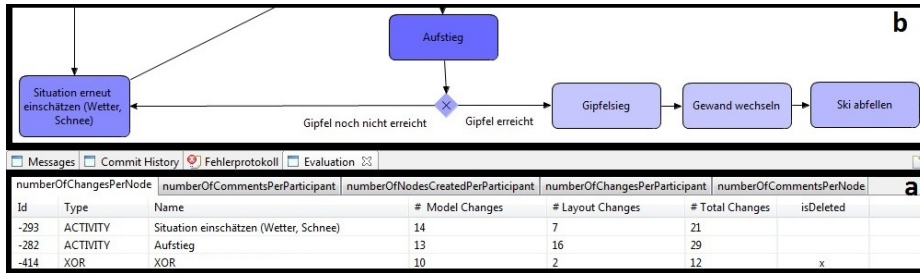 b
Aufstieg
Situation erneut
einschätzen (Wetter,
Schnee)
Gipfel noch nicht erreicht
Gipfel erreicht
Gipfelsieg
Gewand wechseln
Ski abfellen
Messages Commit History Fehlerprotokoll Evaluation
numberOfChangesPerNode numberOfCommentsPerParticipant numberOfNodesCreatedPerParticipant numberOfChangesPerParticipant numberOfCommentsPerNode a
Id Type Name # Model Changes # Layout Changes # Total Changes isDeleted
-293 ACTIVITY Situation einschätzen (Wetter, Schnee) 14 7 21
-282 ACTIVITY Aufstieg 13 16 29
-414 XOR XOR 10 2 12 x